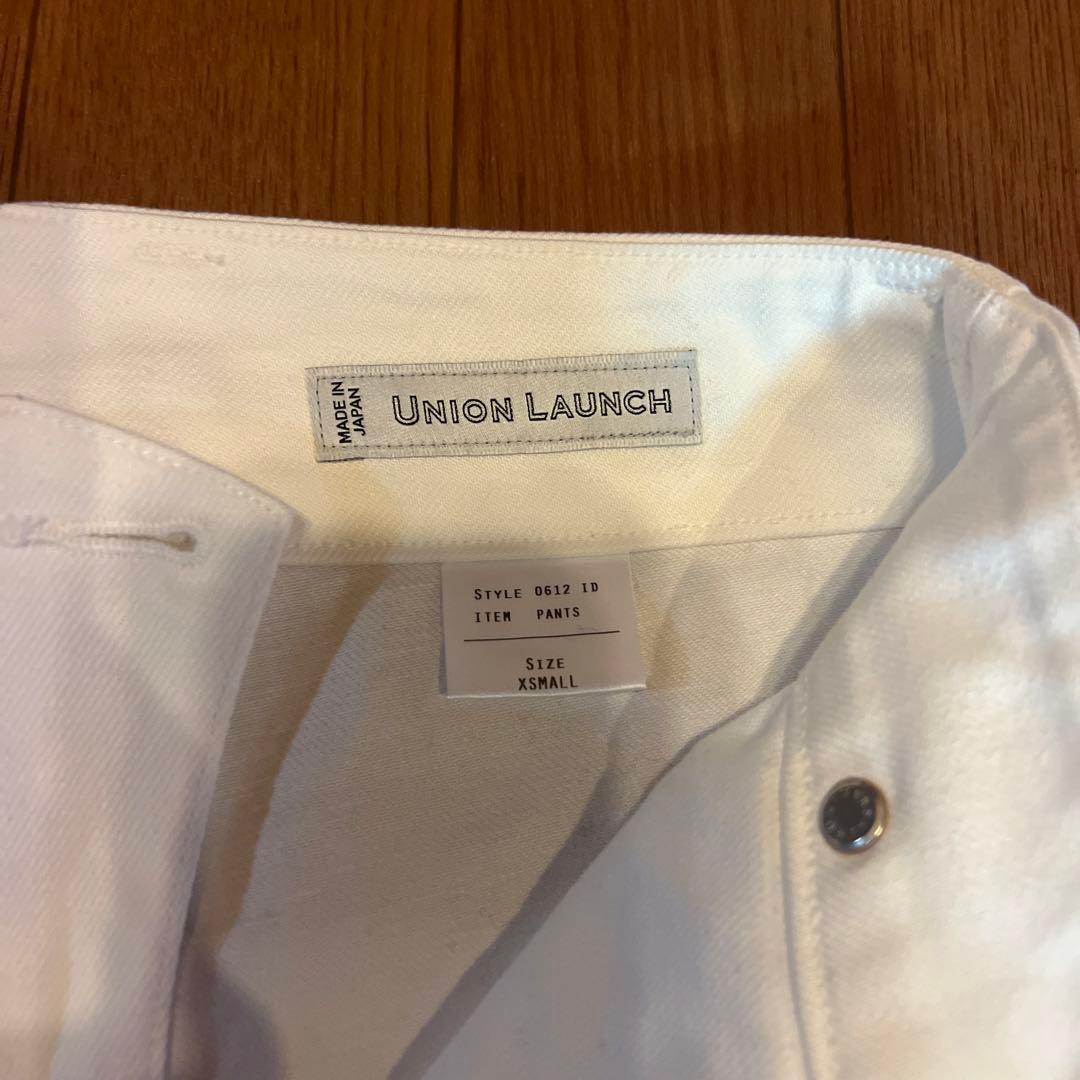 MADE IN
JAPAN
UNION LAUNCH
STYLE 0612 ID
ITEM PANTS
SIZE
XSMALL